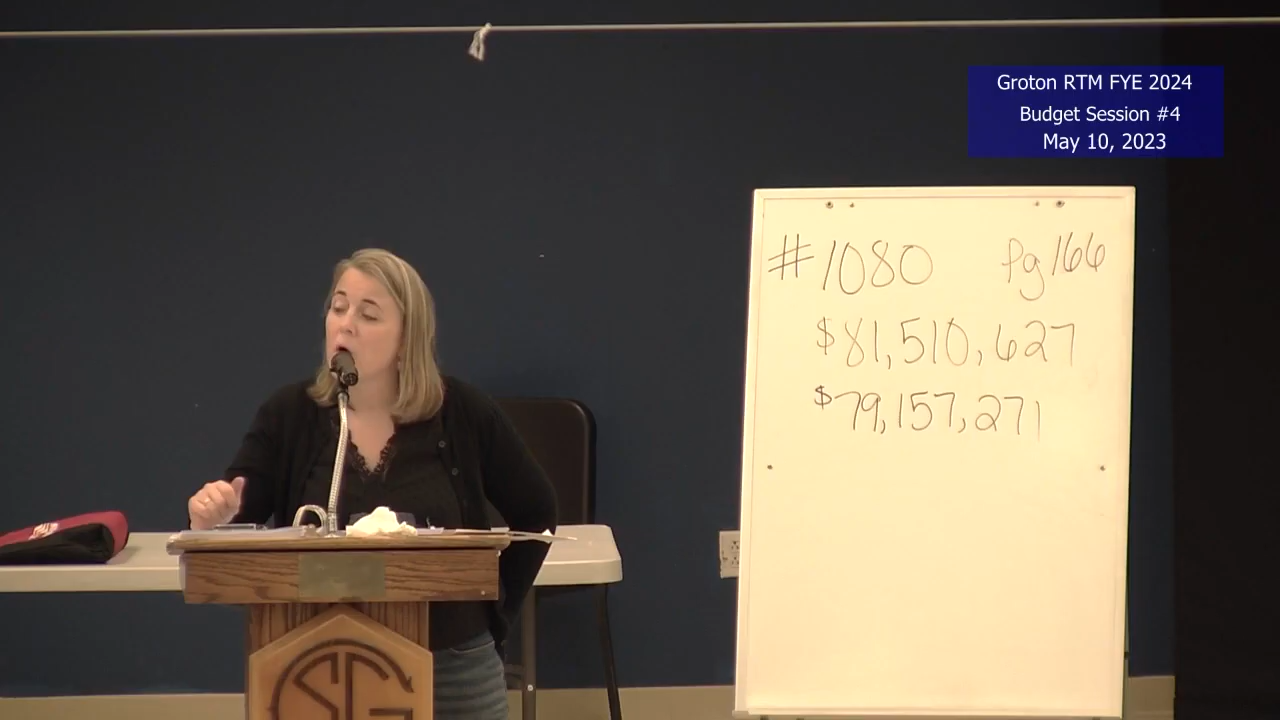 Groton RTM FYE 2024
Budget Session #4
May 10, 2023
#1080 Pg 166
$81,510,627
$79,157,271
SG